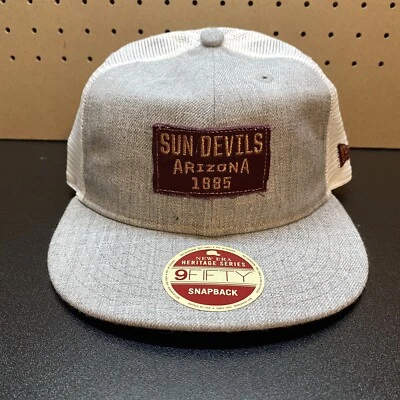 SUN DEVILS
ARIZONA
1885
NEW ERA
HERITAGE SERIES
9FIFTY
SNAPBACK